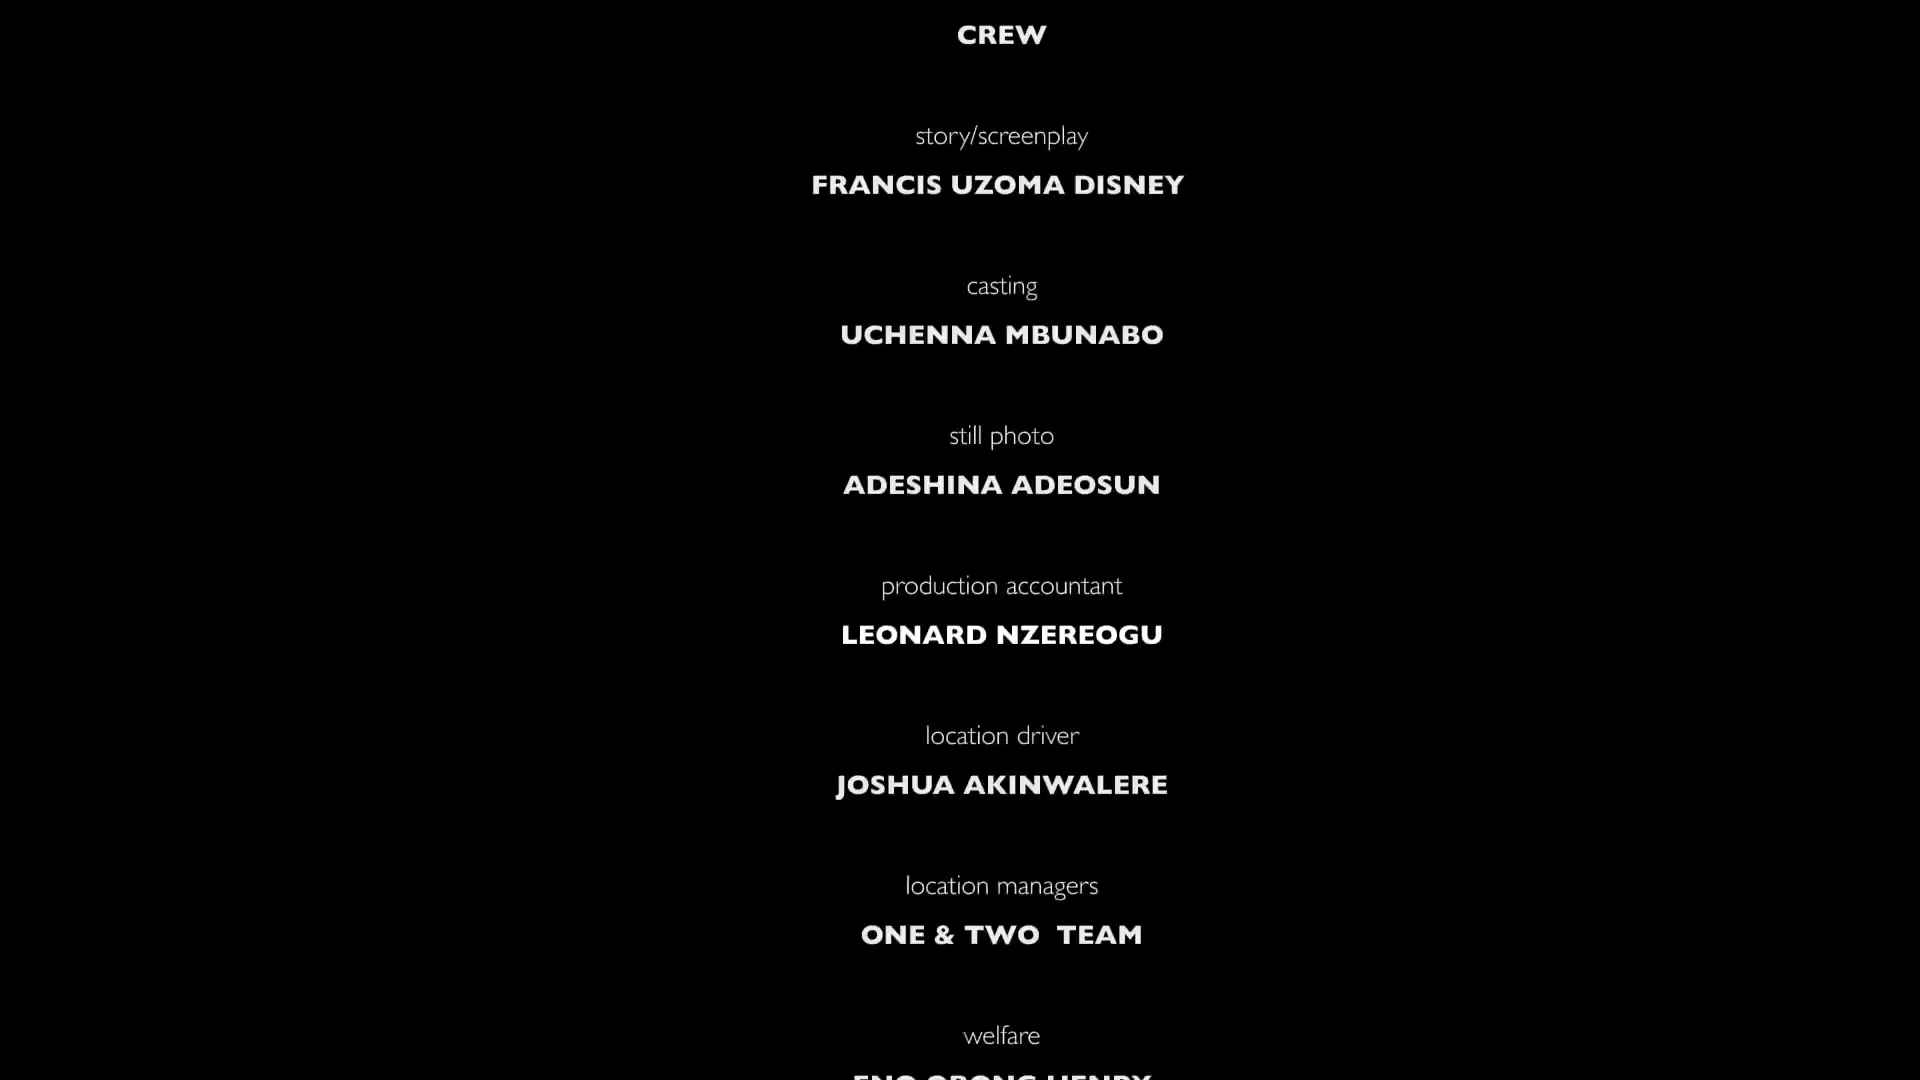 CREW
story/screenplay
FRANCIS UZOMA DISNEY
casting
UCHENNA MBUNABO
still photo
ADESHINA ADEOSUN
production accountant
LEONARD NZEREOGU
location driver
JOSHUA AKINWALERE
location managers
ONE & TWO  TEAM
welfare
HENRY